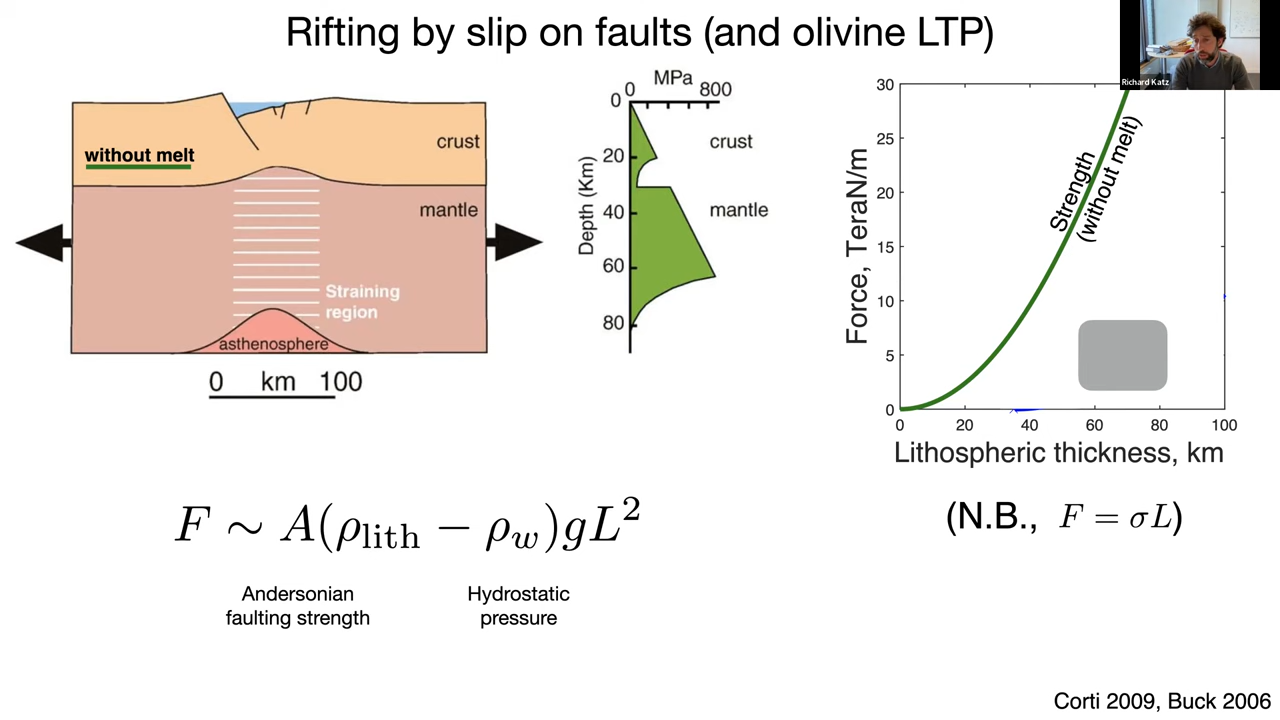 Rifting by slip on faults (and olivine LTP)
Richard Katz
without melt
crust
mantle
Straining
region
asthenosphere
0 km 100
MPa
0 800
0
20
40
60
80
Depth (Km)
crust
mantle
30
25
20
15
10
5
0
Force, TeraN/m
Strength
(without melt)
0 20 40 60 80 100
Lithospheric thickness, km
F ∼ A(ρ_lith − ρ_w)gL²
Andersonian
faulting strength
Hydrostatic
pressure
(N.B., F = σL)
Corti 2009, Buck 2006